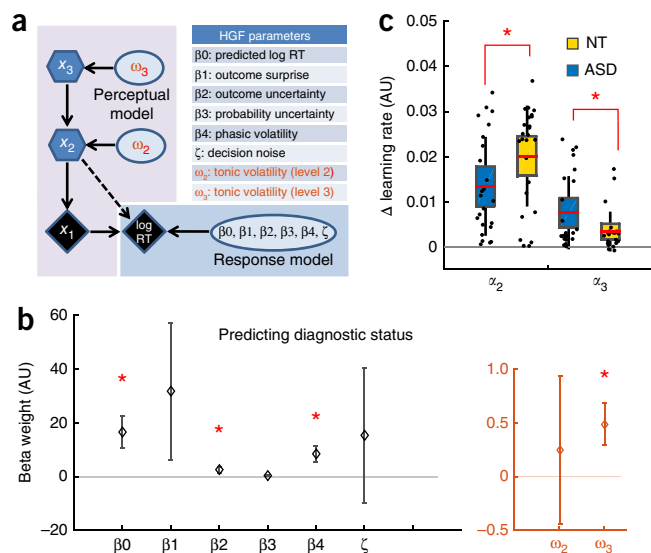 a
x3
ω3
Perceptual model
x2
ω2
x1
log RT
β0, β1, β2, β3, β4, ζ
Response model
HGF parameters
β0: predicted log RT
β1: outcome surprise
β2: outcome uncertainty
β3: probability uncertainty
β4: phasic volatility
ζ: decision noise
ω2: tonic volatility (level 2)
ω3: tonic volatility (level 3)
c
Δ learning rate (AU)
0.05
0.04
0.03
0.02
0.01
0
*
*
NT
ASD
α2
α3
b
Predicting diagnostic status
Beta weight (AU)
60
40
20
0
−20
*
*
*
β0
β1
β2
β3
β4
ζ
1.0
0.5
0
−0.5
*
ω2
ω3